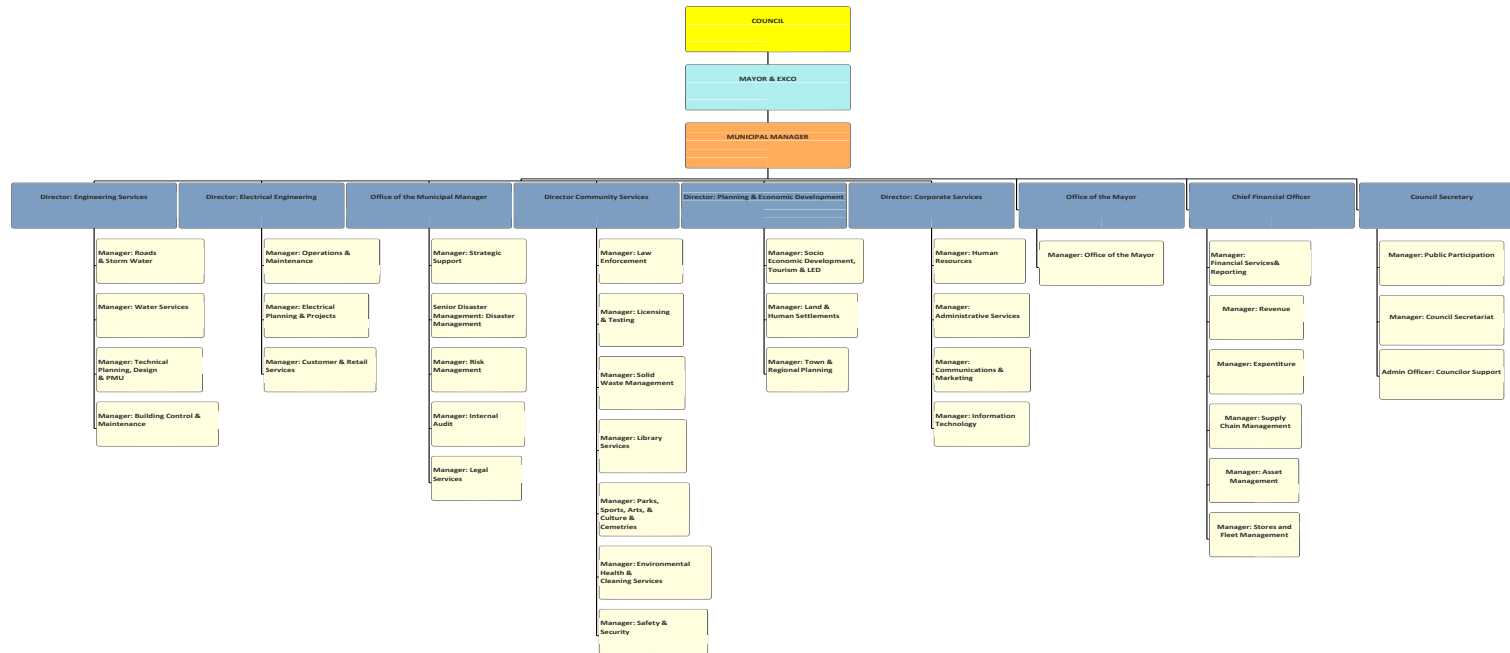 COUNCIL
MAYOR & EXCO
MUNICIPAL MANAGER
Director: Engineering Services
Director: Electrical Engineering
Office of the Municipal Manager
Director Community Services
Director: Planning & Economic Development
Director: Corporate Services
Office of the Mayor
Chief Financial Officer
Council Secretary
Manager: Roads
& Storm Water
Manager: Water Services
Manager: Technical
Planning, Design
& PMU
Manager: Building Control &
Maintenance
Manager: Operations &
Maintenance
Manager: Electrical
Planning & Projects
Manager: Customer & Retail
Services
Manager: Strategic
Support
Senior Disaster
Management: Disaster
Management
Manager: Risk
Management
Manager: Internal
Audit
Manager: Legal
Services
Manager: Law
Enforcement
Manager: Licensing
& Testing
Manager: Solid
Waste Management
Manager: Library
Services
Manager: Parks,
Sports, Arts, &
Culture &
Cemetries
Manager: Environmental
Health &
Cleaning Services
Manager: Safety &
Security
Manager: Socio
Economic Development,
Tourism & LED
Manager: Land &
Human Settlements
Manager: Town &
Regional Planning
Manager: Human
Resources
Manager:
Administrative Services
Manager:
Communications &
Marketing
Manager: Information
Technology
Manager: Office of the Mayor
Manager:
Financial Services&
Reporting
Manager: Revenue
Manager: Expentiture
Manager: Supply
Chain Management
Manager: Asset
Management
Manager: Stores and
Fleet Management
Manager: Public Participation
Manager: Council Secretariat
Admin Officer: Councilor Support